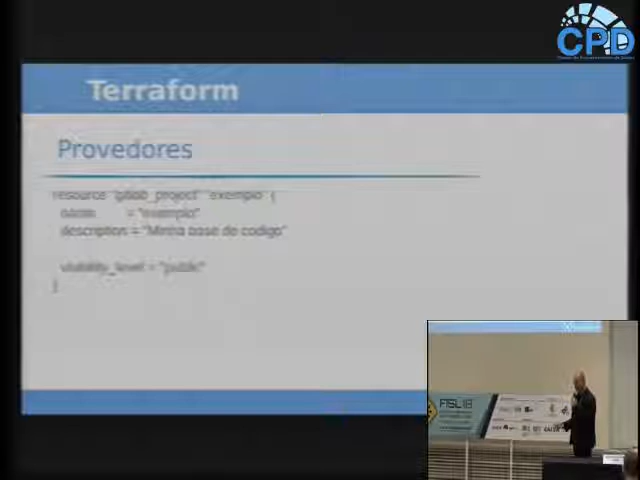 CPD
Terraform
Provedores
resource "gitlab_project" "exemplo" {
name = "exemplo"
description = "Minha base de codigo"
visibility_level = "public"
}
FISL18